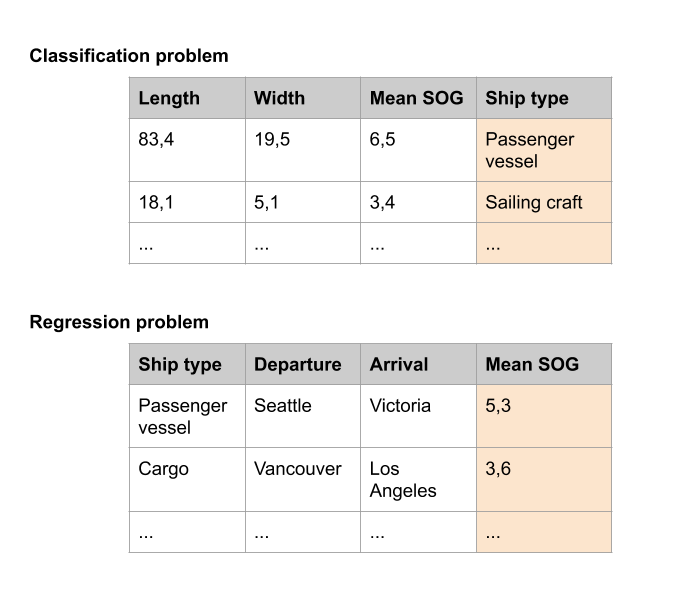 Classification problem
Length Width Mean SOG Ship type
83,4 19,5 6,5 Passenger vessel
18,1 5,1 3,4 Sailing craft
... ... ... ...
Regression problem
Ship type Departure Arrival Mean SOG
Passenger vessel Seattle Victoria 5,3
Cargo Vancouver Los Angeles 3,6
... ... ... ...